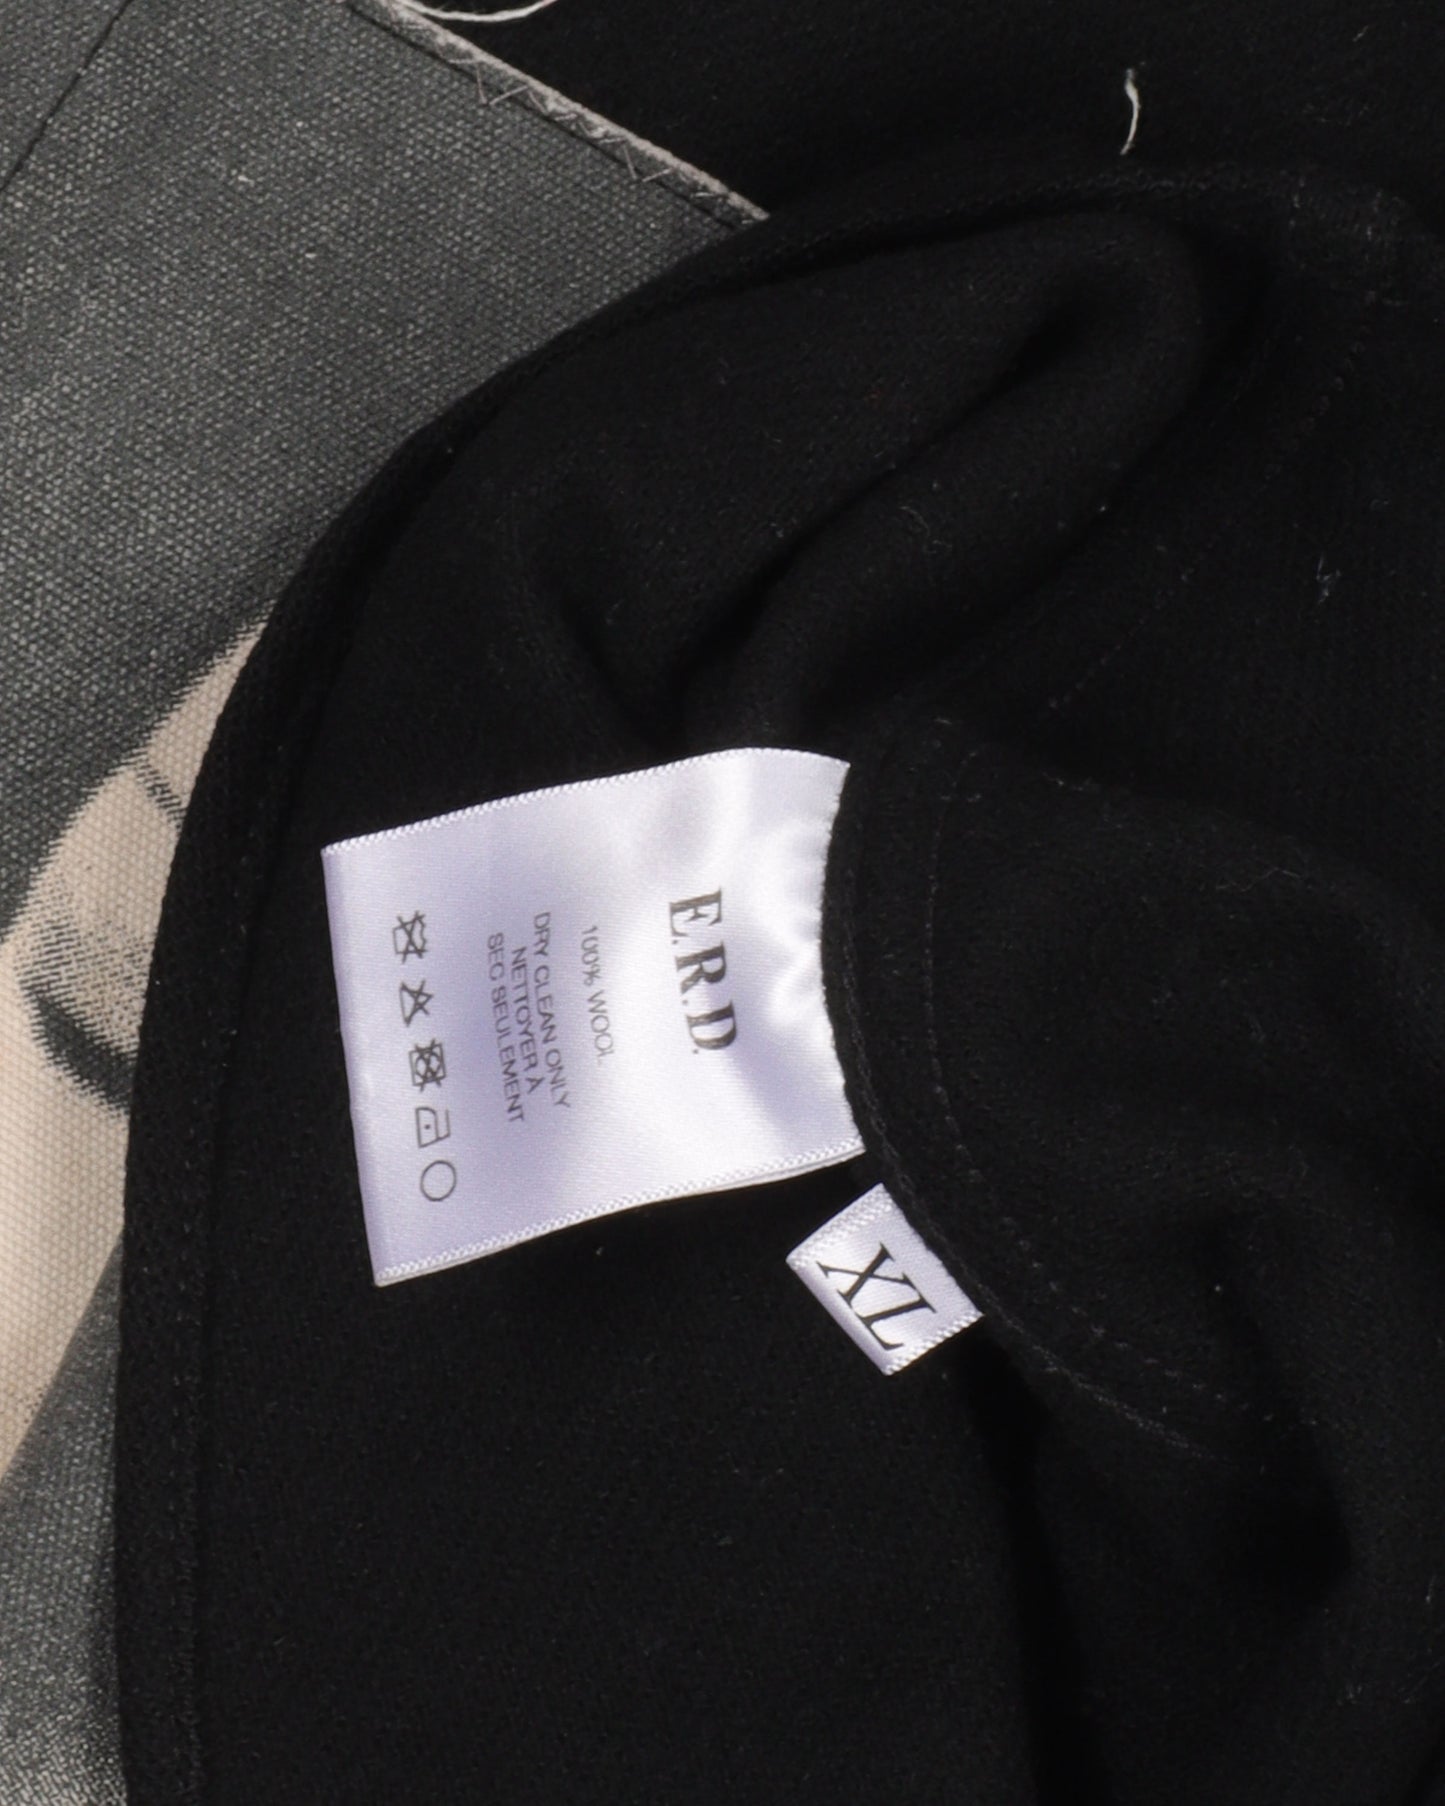 E.R.D.
100% WOOL
DRY CLEAN ONLY
NETTOYER À
SEC SEULEMENT
XL